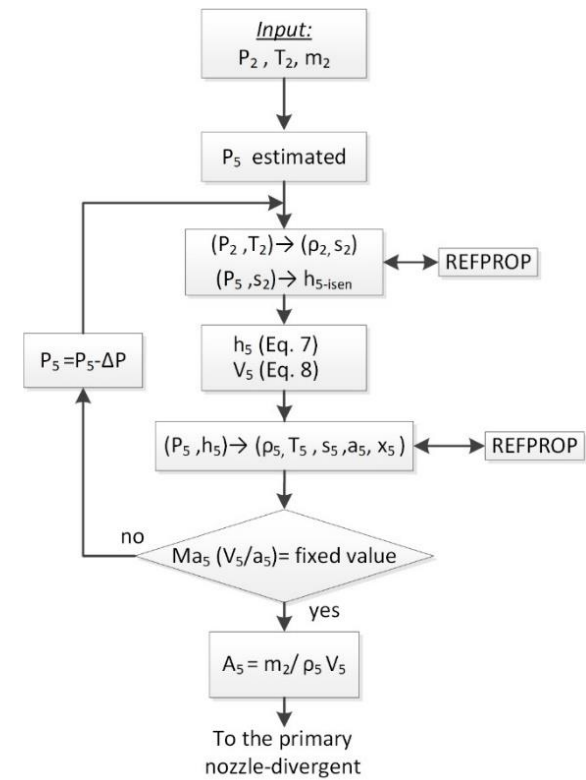 Input:
P₂ , T₂, m₂
P₅ estimated
(P₂ ,T₂)→ (ρ₂, s₂)
(P₅ ,s₂)→ h₅₋ᵢₛₑₙ
REFPROP
P₅ =P₅-ΔP
h₅ (Eq. 7)
V₅ (Eq. 8)
(P₅ ,h₅)→ (ρ₅, T₅ , s₅ ,a₅, x₅ )
REFPROP
no
Ma₅ (V₅/a₅)= fixed value
yes
A₅ = m₂/ ρ₅ V₅
To the primary
nozzle-divergent